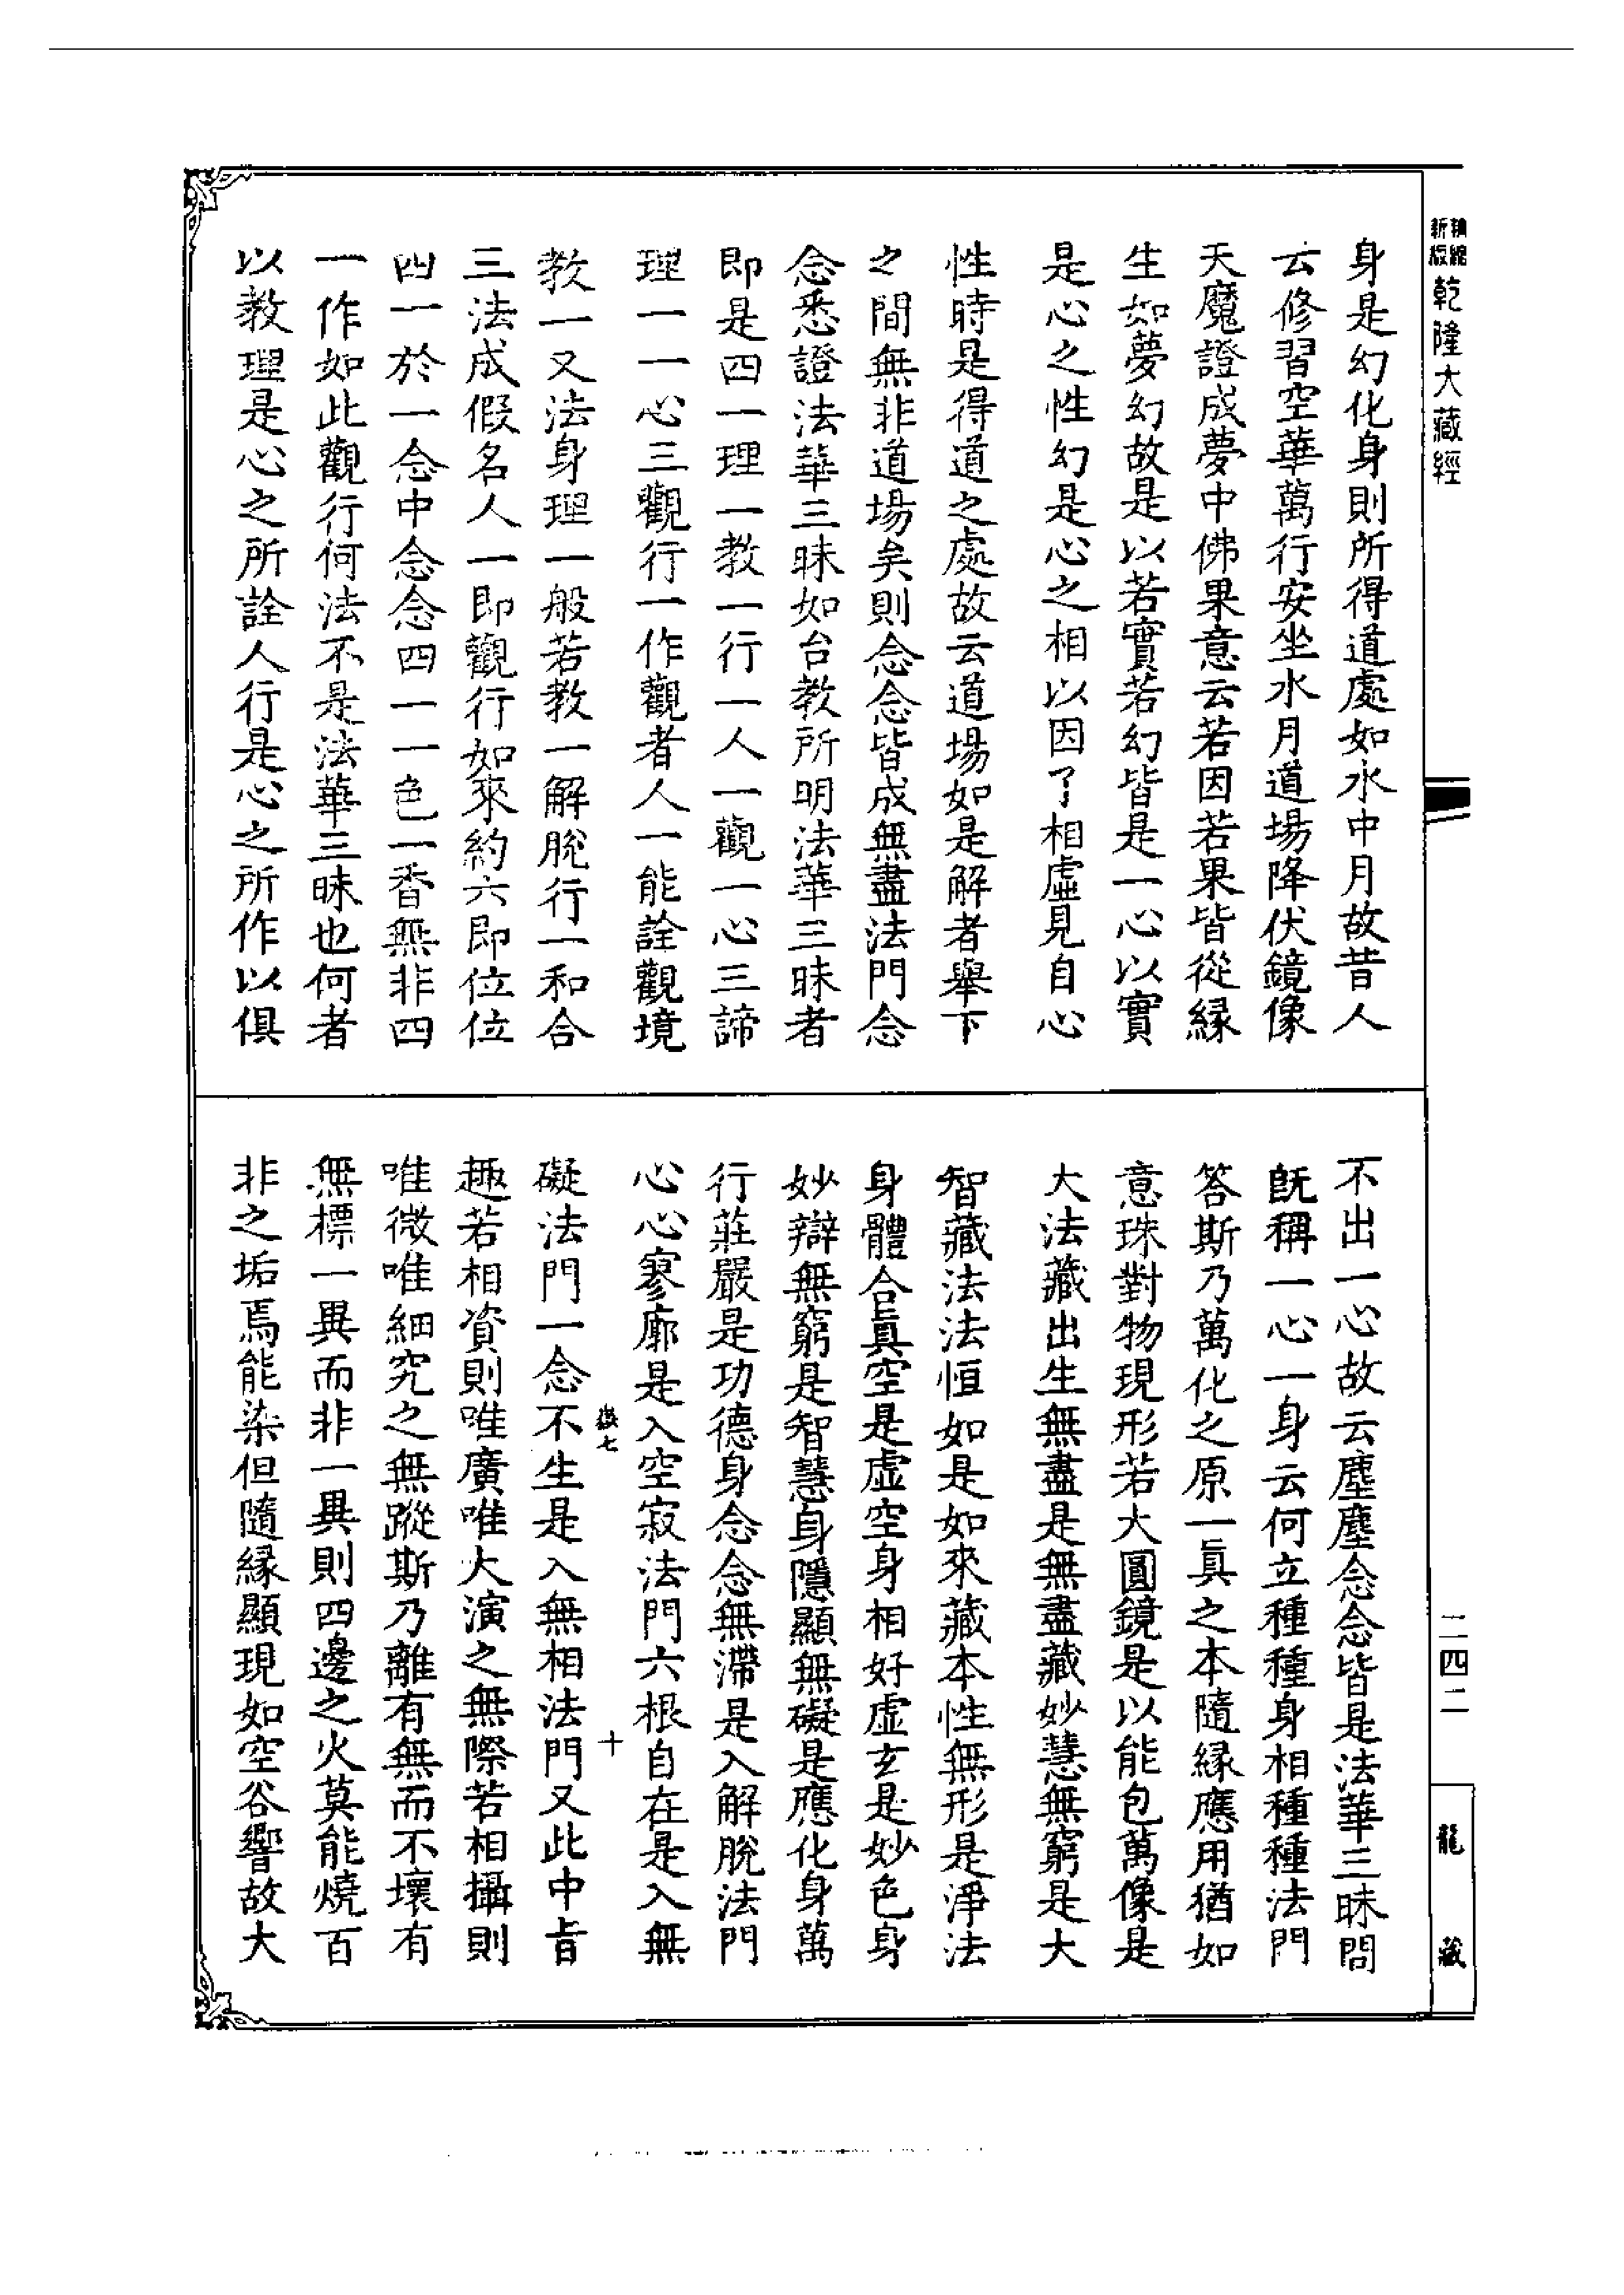 新編縮版 乾隆大藏經
身是幻化身則所得道處如水中月故昔人
云修習空華萬行安坐水月道場降伏鏡像
天魔證成夢中佛果意云若因若果皆從緣
生如夢幻故是以若實若幻皆是一心以實
是心之性幻是心之相以因了相虛見自心
性時是得道之處故云道場如是解者舉下
之間無非道場矣則念念皆成無盡法門念
念悉證法華三昧如台教所明法華三昧者
即是四一理一教一行一人一觀一心三諦
理一一心三觀行一作觀者人一能詮觀境
教一又法身理一般若教一解脫行一和合
三法成假名人一即觀行如來約六即位位
四一於一念中念念四一一色一香無非四
一作如此觀行何法不是法華三昧也何者
以教理是心之所詮人行是心之所作以俱
不出一心故云塵塵念念皆是法華三昧問
旣稱一心一身云何立種種身相種種法門
答斯乃萬化之原一眞之本隨緣應用猶如
意珠對物現形若大圓鏡是以能包萬像是
大法藏出生無盡是無盡藏妙慧無窮是大
智藏法法恒如是如來藏本性無形是淨法
身體合眞空是虛空身相好虛玄是妙色身
妙辯無窮是智慧身隱顯無礙是應化身萬
行莊嚴是功德身念念無滯是入解脫法門
心心寥廓是入空寂法門六根自在是入無
礙法門一念不生是入無相法門又此中旨
趣若相資則唯廣唯大演之無際若相攝則
唯微唯細究之無蹤斯乃離有無而不壞有
無標一異而非一異則四邊之火莫能燒百
非之垢焉能染但隨緣顯現如空谷響故大
七
十
二四二
龍藏